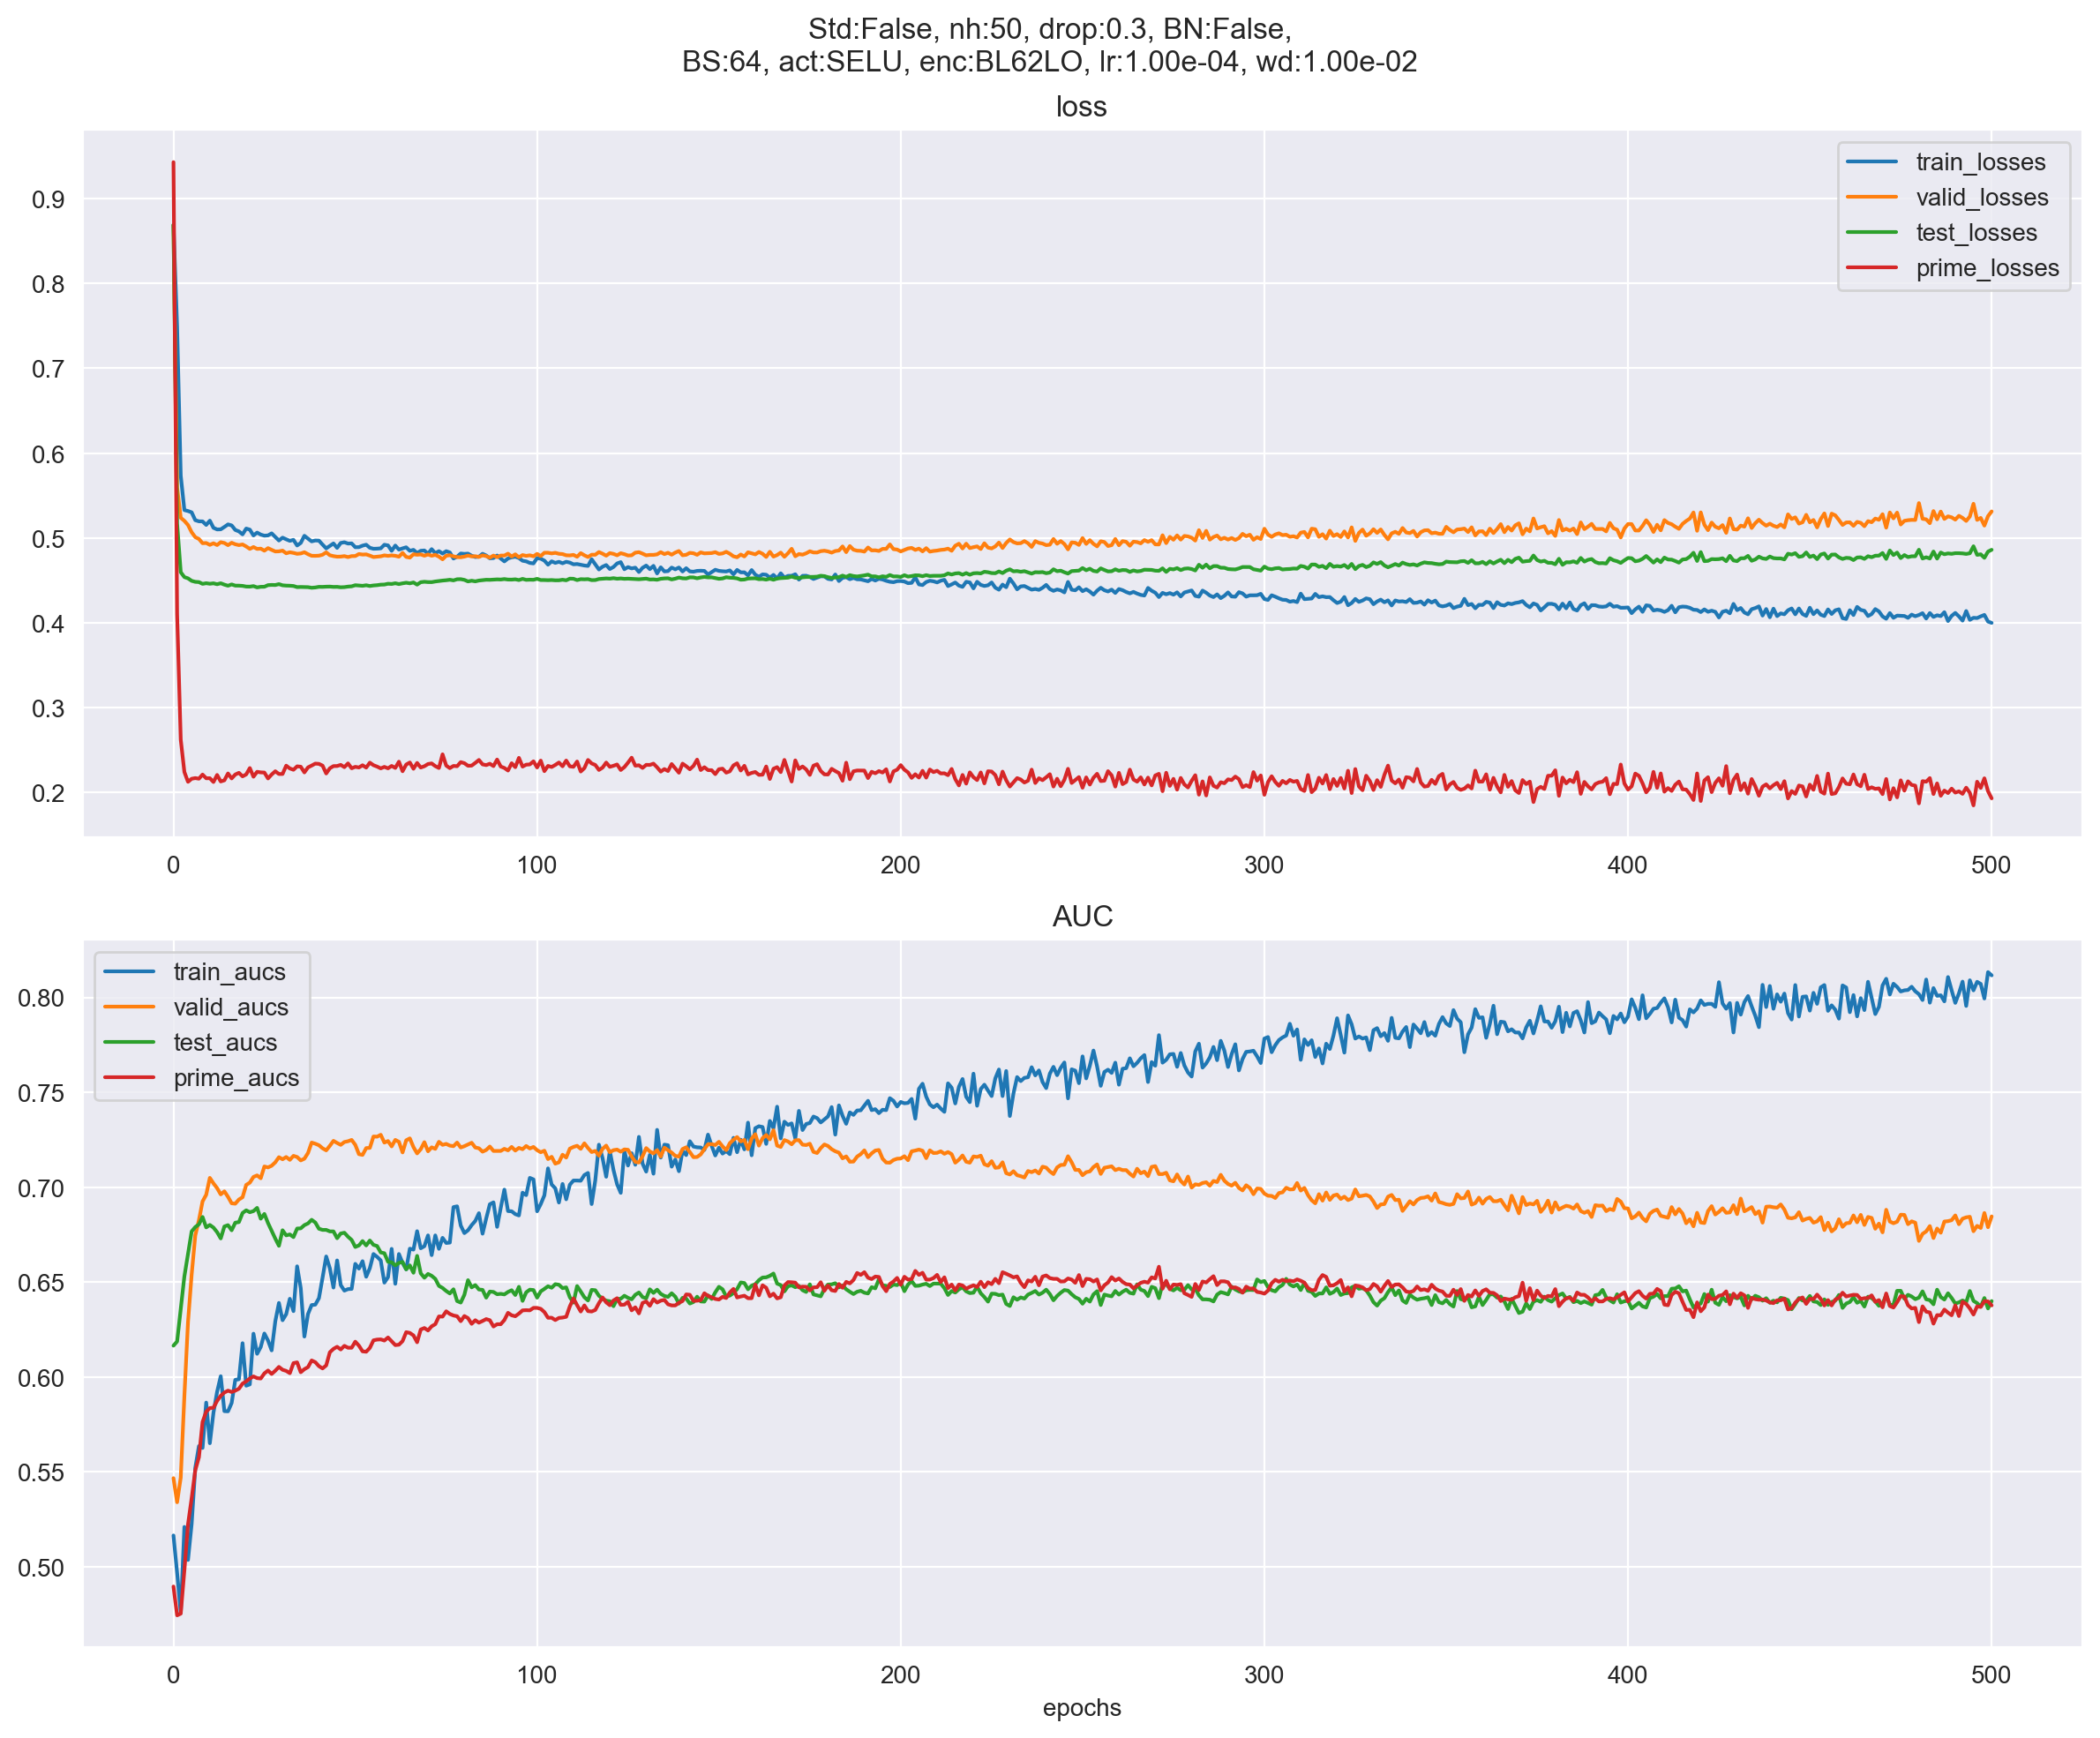 Std:False, nh:50, drop:0.3, BN:False,
BS:64, act:SELU, enc:BL62LO, lr:1.00e-04, wd:1.00e-02
loss
train_losses
valid_losses
test_losses
prime_losses
0.9
0.8
0.7
0.6
0.5
0.4
0.3
0.2
0 100 200 300 400 500
AUC
train_aucs
valid_aucs
test_aucs
prime_aucs
0.80
0.75
0.70
0.65
0.60
0.55
0.50
0 100 200 300 400 500
epochs